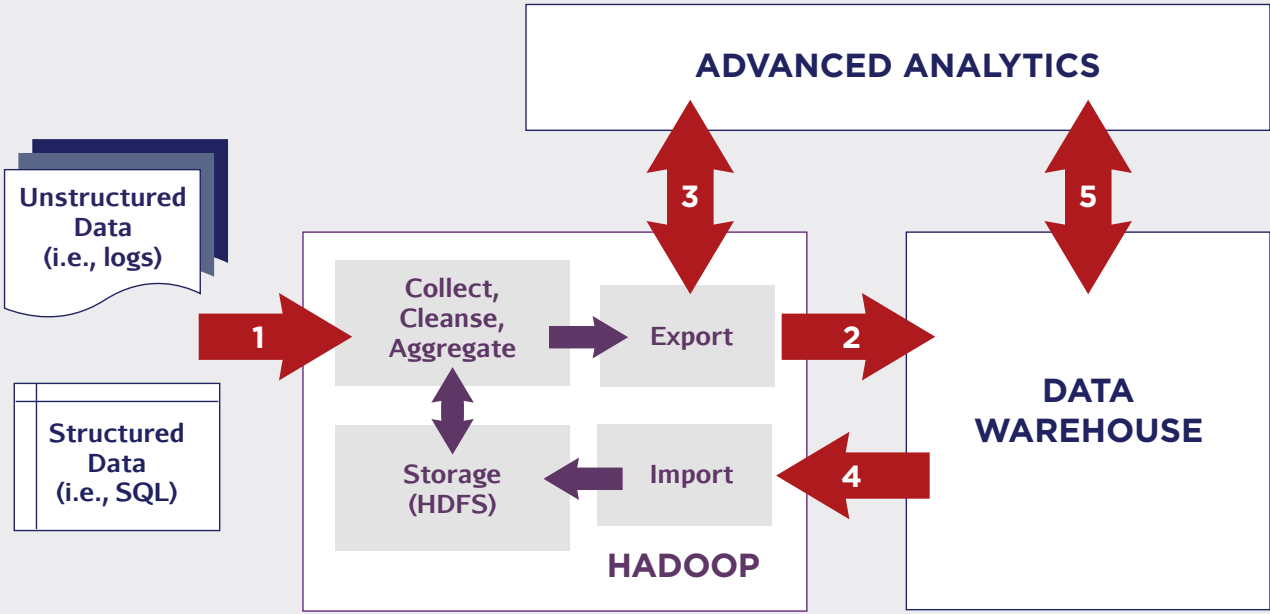 ADVANCED ANALYTICS
3
5
Unstructured
Data
(i.e., logs)
1
Structured
Data
(i.e., SQL)
Collect,
Cleanse,
Aggregate
Export
2
Storage
(HDFS)
Import
4
HADOOP
DATA
WAREHOUSE